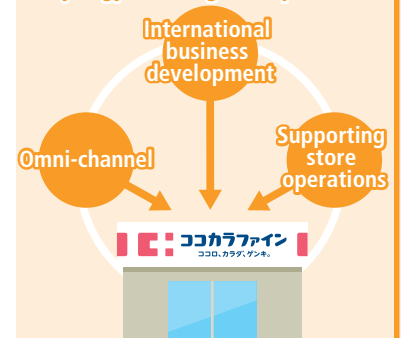 International
business
development
Omni-channel
Supporting
store
operations
ココカラファイン
ココロ、カラダ、ゲンキ。